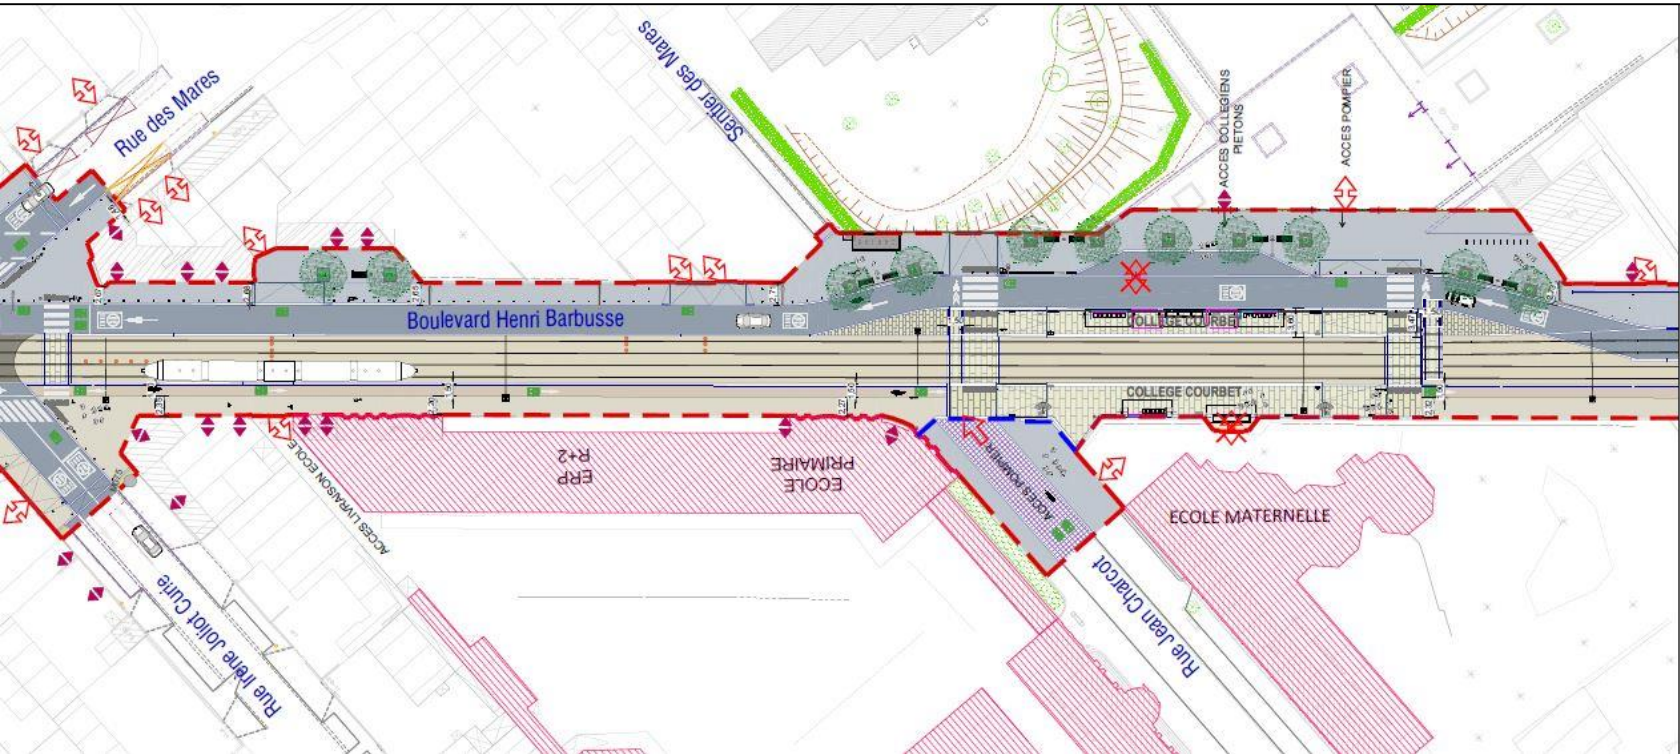 Rue des Mares
Sentier des Mares
ACCES COLLEGIENS
PIETONS
ACCES POMPIER
Boulevard Henri Barbusse
COLLEGE COURBET
COLLEGE COURBET
ERP
R+2
ECOLE
PRIMAIRE
ACCES LIVRAISON ECOLE
ACCES POMPIER
ECOLE MATERNELLE
Rue Irène Joliot Curie
Rue Jean Charcot